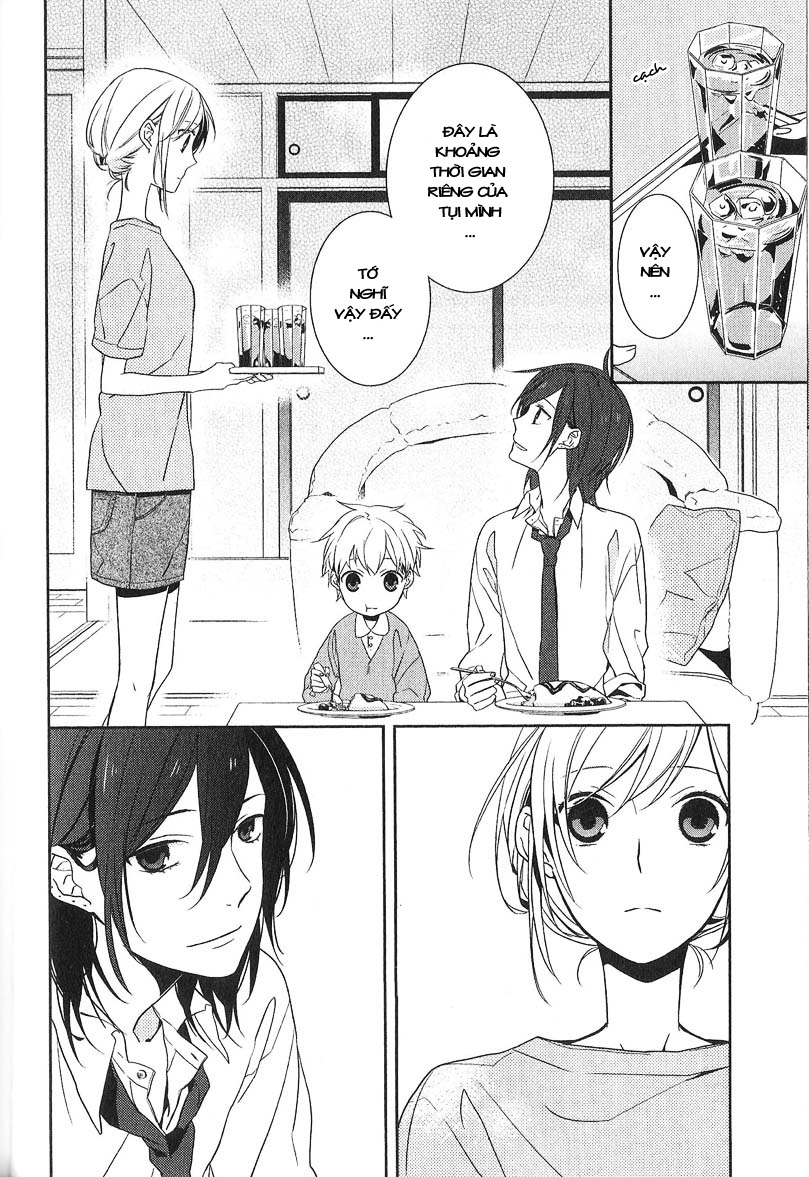 cạch
VẬY
NÊN
...
ĐÂY LÀ
KHOẢNG
THỜI GIAN
RIÊNG CỦA
TỤI MÌNH
...
TỚ
NGHĨ
VẬY ĐẤY
...